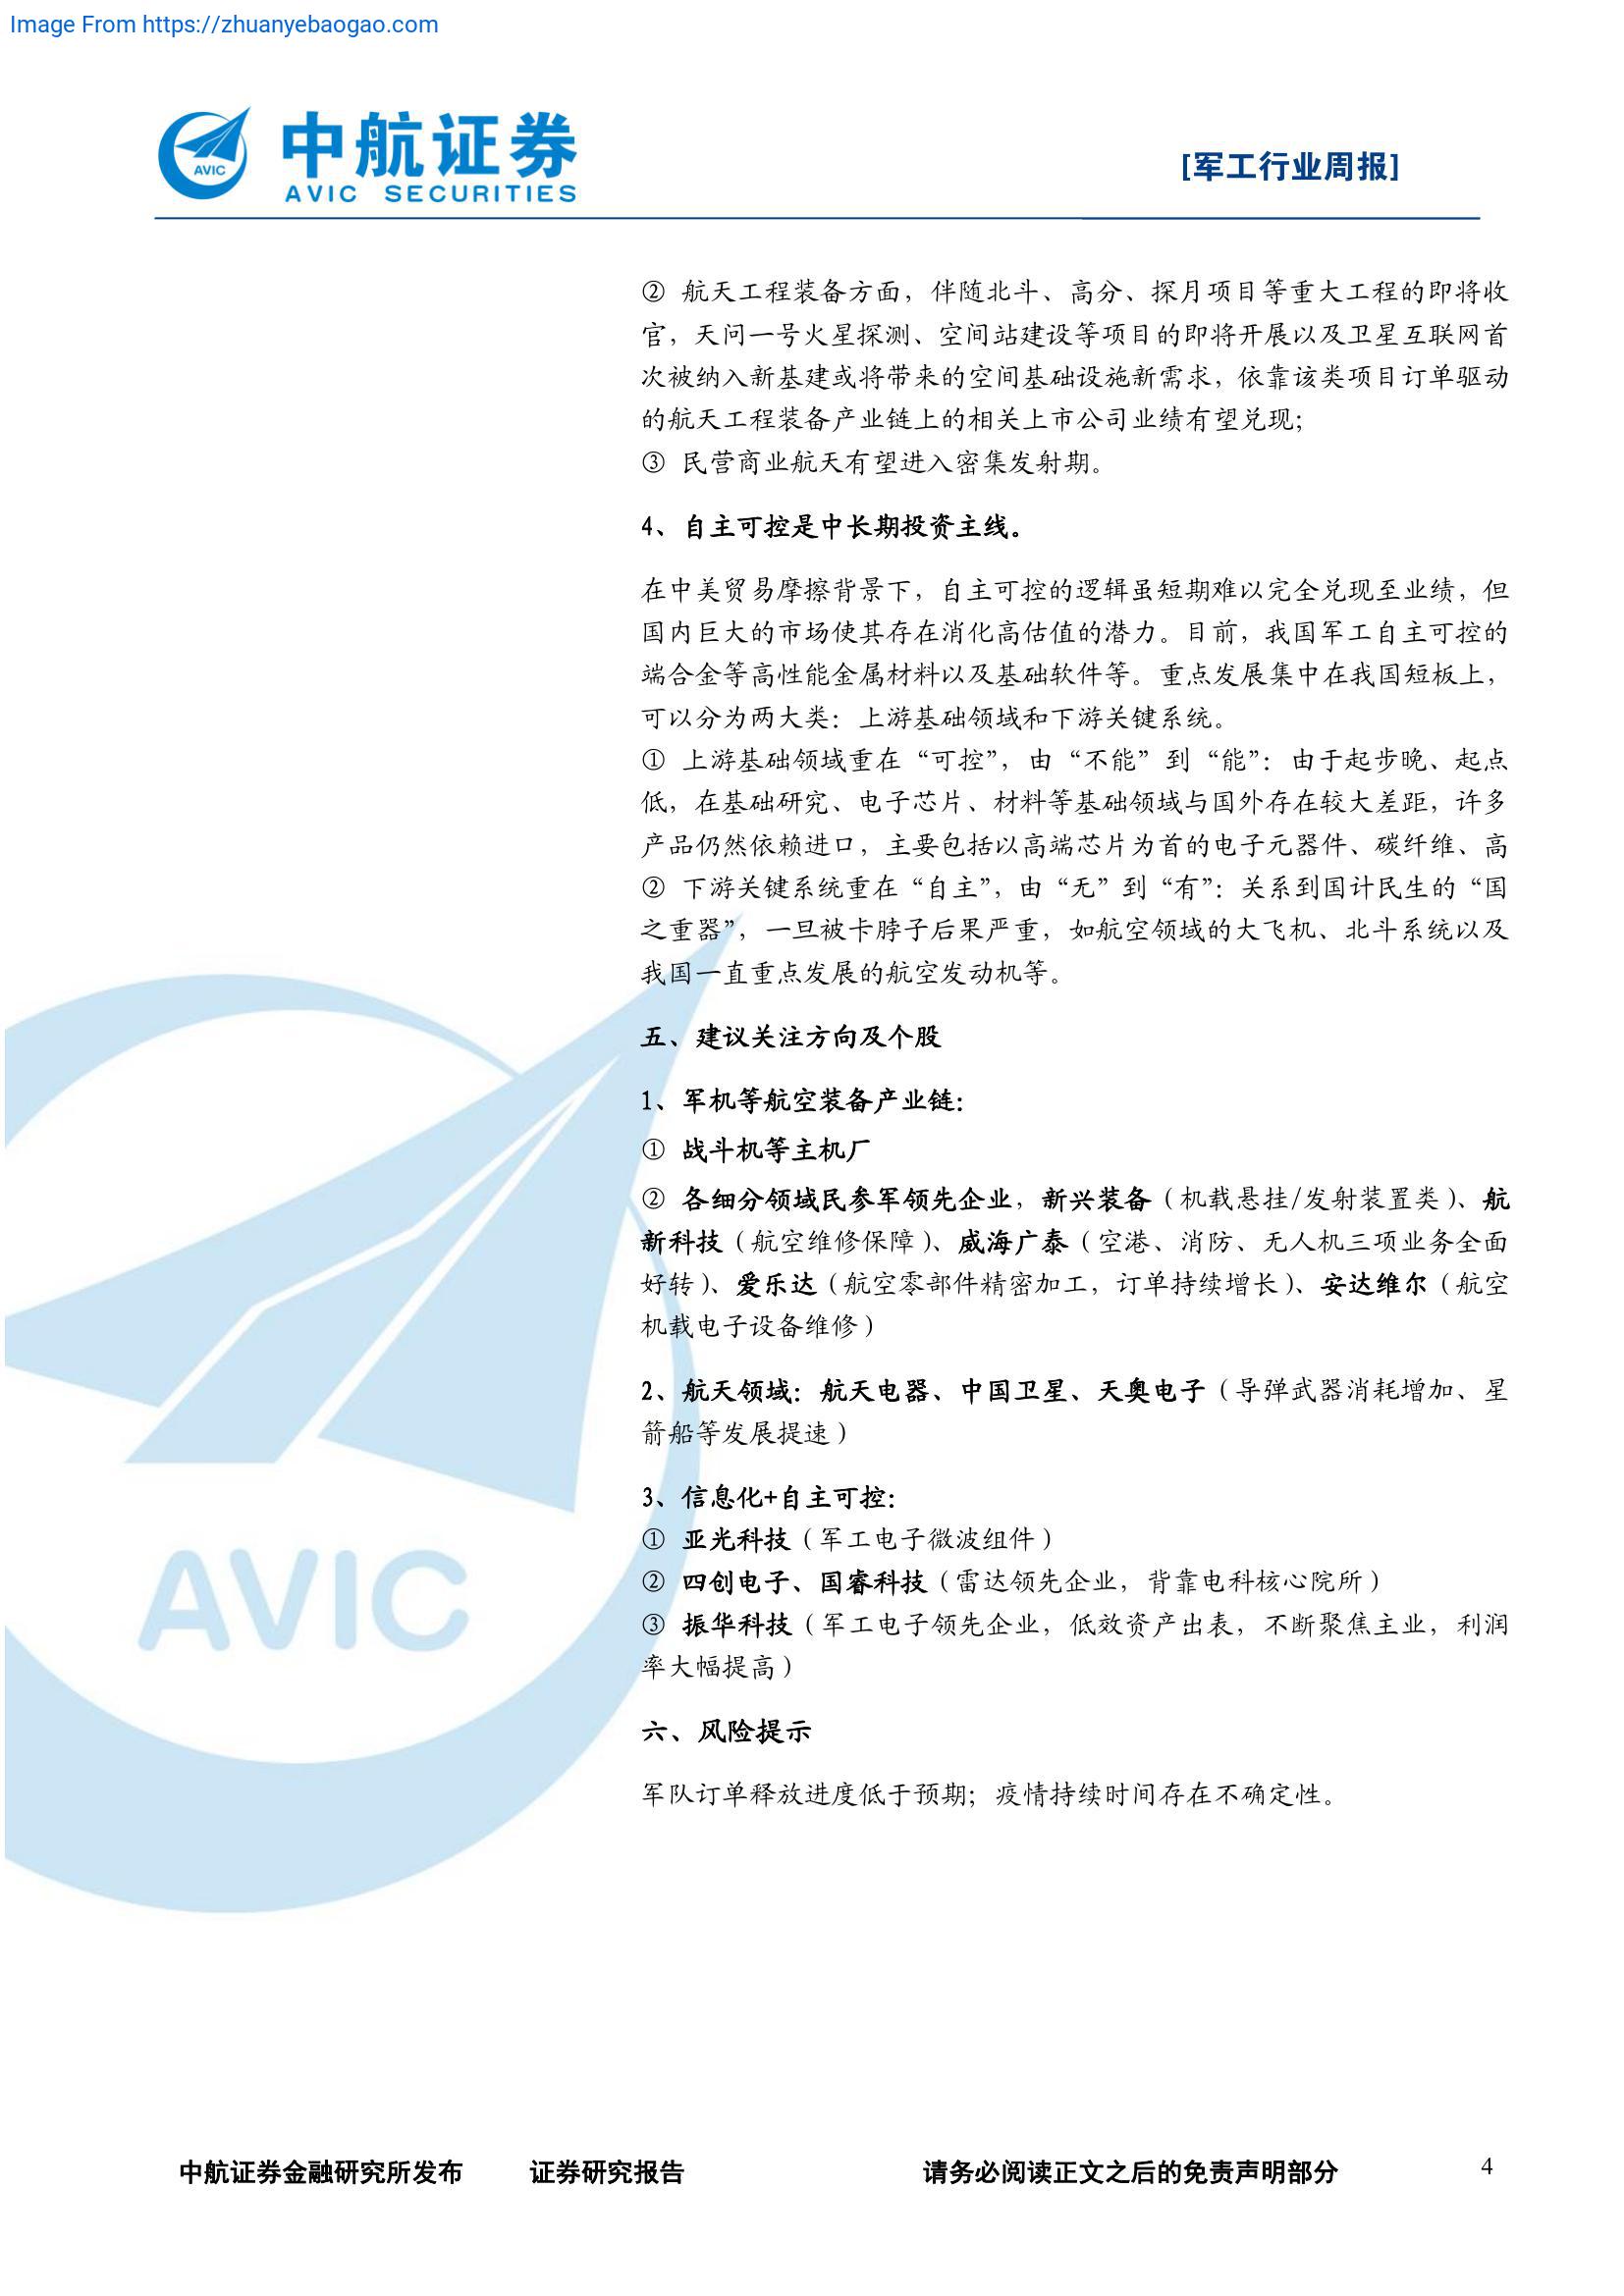 Image From https://zhuanyebaogao.com
中航证券
AVIC
AVIC SECURITIES
[军工行业周报]
② 航天工程装备方面，伴随北斗、高分、探月项目等重大工程的即将收
官，天问一号火星探测、空间站建设等项目的即将开展以及卫星互联网首
次被纳入新基建或将带来的空间基础设施新需求，依靠该类项目订单驱动
的航天工程装备产业链上的相关上市公司业绩有望兑现；
③ 民营商业航天有望进入密集发射期。
4、自主可控是中长期投资主线。
在中美贸易摩擦背景下，自主可控的逻辑虽短期难以完全兑现至业绩，但
国内巨大的市场使其存在消化高估值的潜力。目前，我国军工自主可控的
端合金等高性能金属材料以及基础软件等。重点发展集中在我国短板上，
可以分为两大类：上游基础领域和下游关键系统。
① 上游基础领域重在“可控”，由“不能”到“能”：由于起步晚、起点
低，在基础研究、电子芯片、材料等基础领域与国外存在较大差距，许多
产品仍然依赖进口，主要包括以高端芯片为首的电子元器件、碳纤维、高
② 下游关键系统重在“自主”，由“无”到“有”：关系到国计民生的“国
之重器”，一旦被卡脖子后果严重，如航空领域的大飞机、北斗系统以及
我国一直重点发展的航空发动机等。
五、建议关注方向及个股
1、军机等航空装备产业链：
① 战斗机等主机厂
② 各细分领域民参军领先企业，新兴装备（机载悬挂/发射装置类）、航
新科技（航空维修保障）、威海广泰（空港、消防、无人机三项业务全面
好转）、爱乐达（航空零部件精密加工，订单持续增长）、安达维尔（航空
机载电子设备维修）
2、航天领域：航天电器、中国卫星、天奥电子（导弹武器消耗增加、星
箭船等发展提速）
3、信息化+自主可控：
① 亚光科技（军工电子微波组件）
② 四创电子、国睿科技（雷达领先企业，背靠电科核心院所）
③ 振华科技（军工电子领先企业，低效资产出表，不断聚焦主业，利润
率大幅提高）
六、风险提示
军队订单释放进度低于预期；疫情持续时间存在不确定性。
AVIC
中航证券金融研究所发布 证券研究报告 请务必阅读正文之后的免责声明部分 4